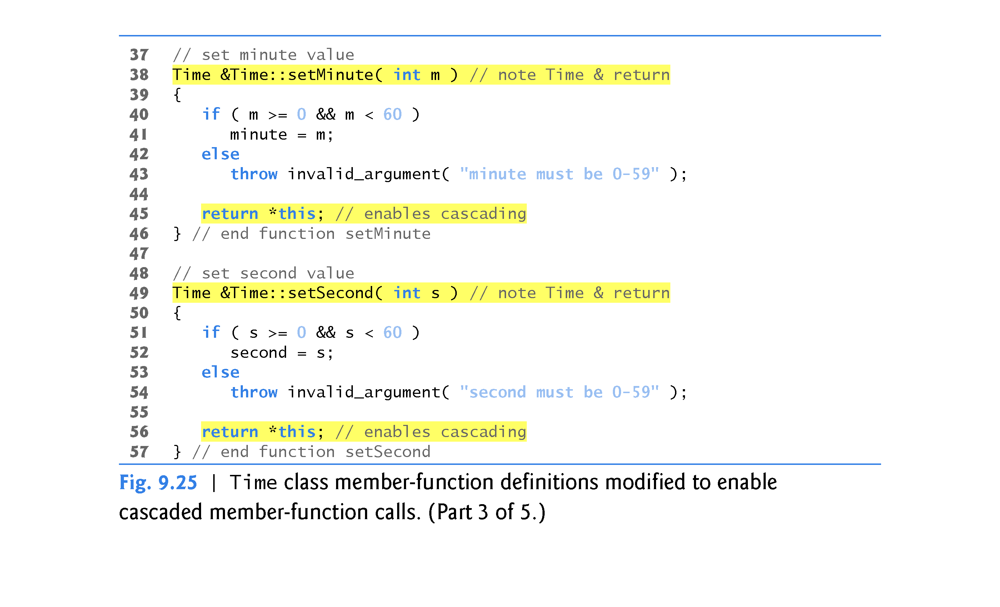 37 // set minute value
38 Time &Time::setMinute( int m ) // note Time & return
39 {
40 if ( m >= 0 && m < 60 )
41 minute = m;
42 else
43 throw invalid_argument( "minute must be 0-59" );
44
45 return *this; // enables cascading
46 } // end function setMinute
47
48 // set second value
49 Time &Time::setSecond( int s ) // note Time & return
50 {
51 if ( s >= 0 && s < 60 )
52 second = s;
53 else
54 throw invalid_argument( "second must be 0-59" );
55
56 return *this; // enables cascading
57 } // end function setSecond
Fig. 9.25 | Time class member-function definitions modified to enable
cascaded member-function calls. (Part 3 of 5.)